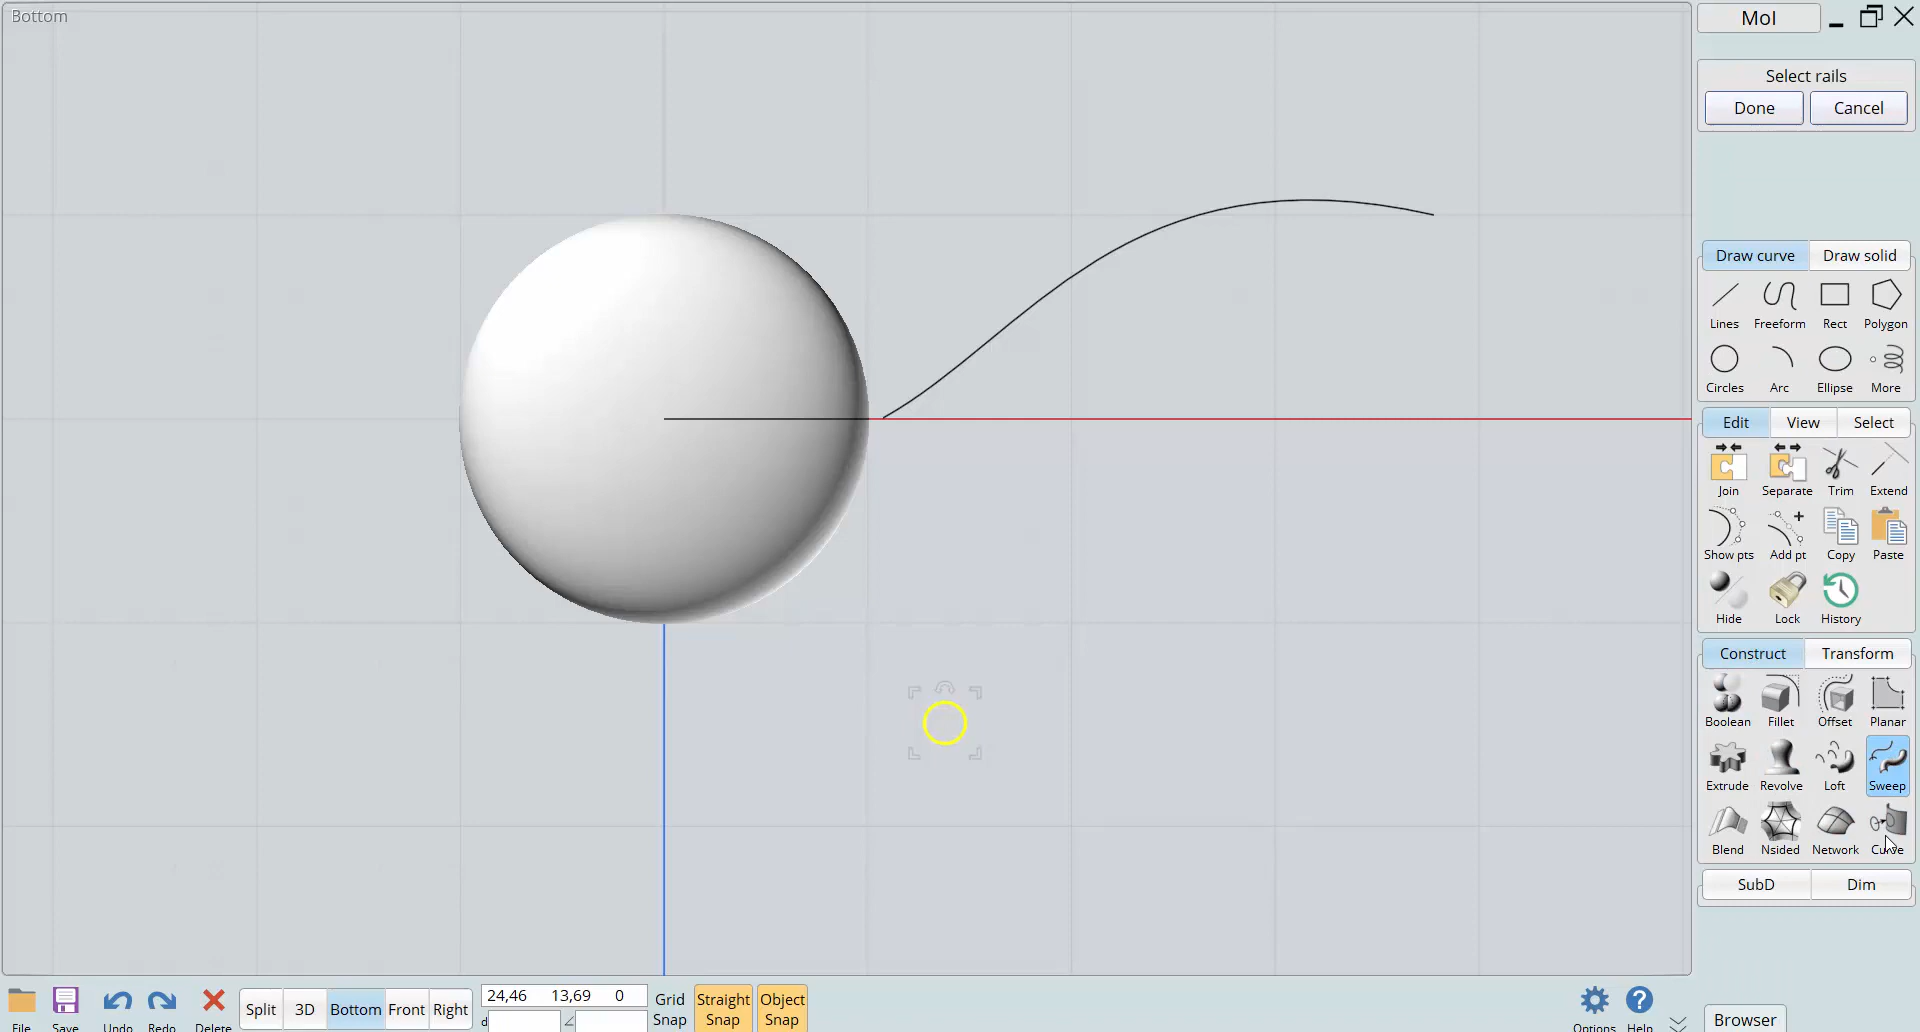 Bottom
MoI
Select rails
Done Cancel
Draw curve Draw solid
Lines Freeform Rect Polygon
Circles Arc Ellipse More
Edit View Select
Join Separate Trim Extend
Show pts Add pt Copy Paste
Hide Lock History
Construct Transform
Boolean Fillet Offset Planar
Extrude Revolve Loft Sweep
Blend Nsided Network Curve
SubD Dim
File Save Undo Redo Delete
Split 3D Bottom Front Right
24,46 13,69 0
d ∠
Grid Snap
Straight Snap
Object Snap
Options Help
Browser